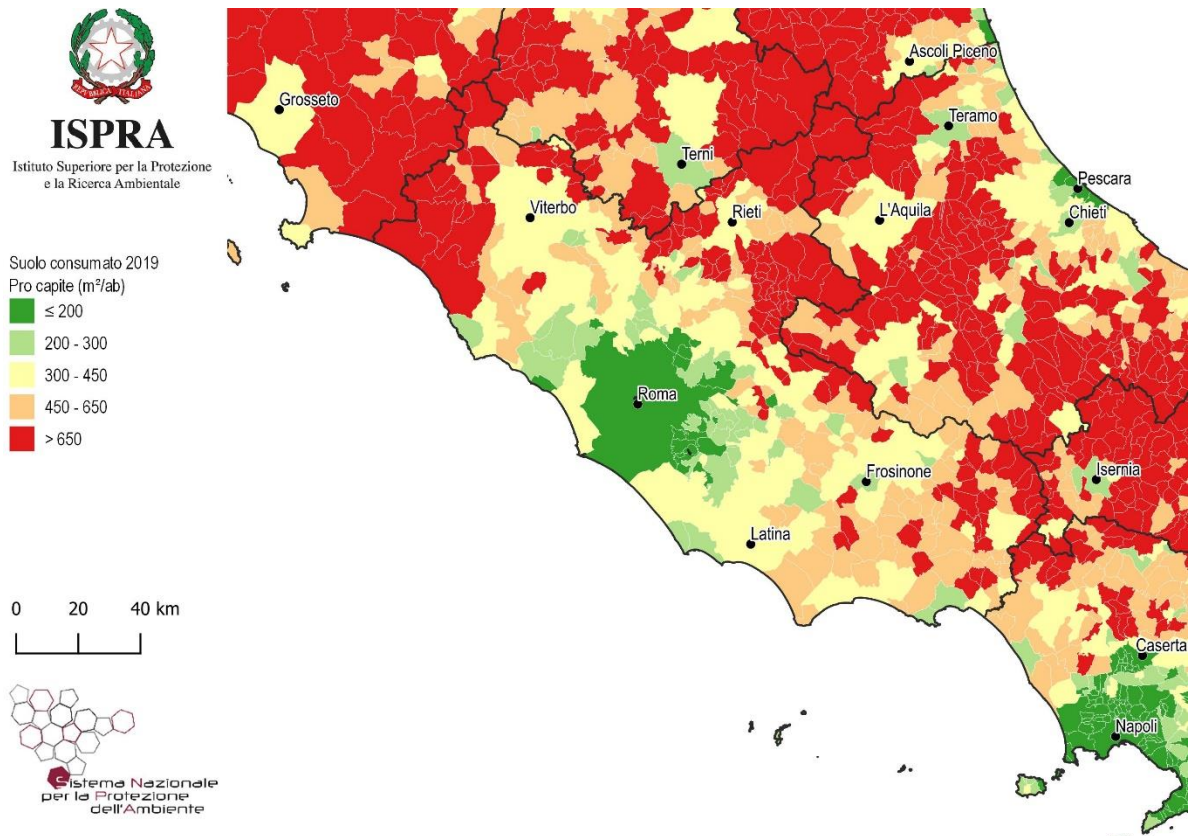 REPVBBLICA ITALIANA
ISPRA
Istituto Superiore per la Protezione
e la Ricerca Ambientale
Suolo consumato 2019
Pro capite (m²/ab)
≤ 200
200 - 300
300 - 450
450 - 650
> 650
0 20 40 km
Sistema Nazionale
per la Protezione
dell'Ambiente
Ascoli Piceno
Grosseto
Teramo
Terni
Pescara
Viterbo
Rieti
L'Aquila
Chieti
Roma
Frosinone
Isernia
Latina
Caserta
Napoli